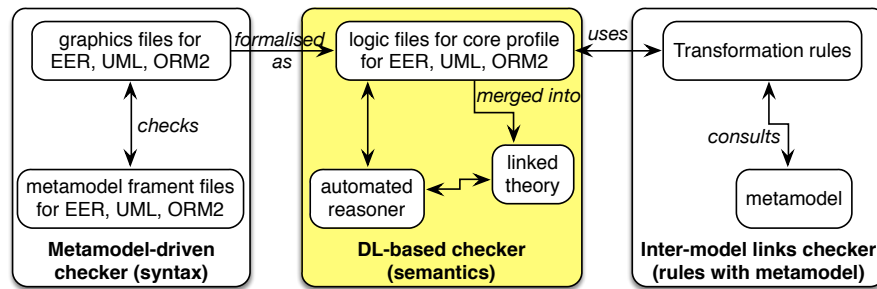 graphics files for
EER, UML, ORM2
checks
metamodel frament files
for EER, UML, ORM2
Metamodel-driven
checker (syntax)
formalised
as
logic files for core profile
for EER, UML, ORM2
merged into
linked
theory
automated
reasoner
DL-based checker
(semantics)
uses
Transformation rules
consults
metamodel
Inter-model links checker
(rules with metamodel)